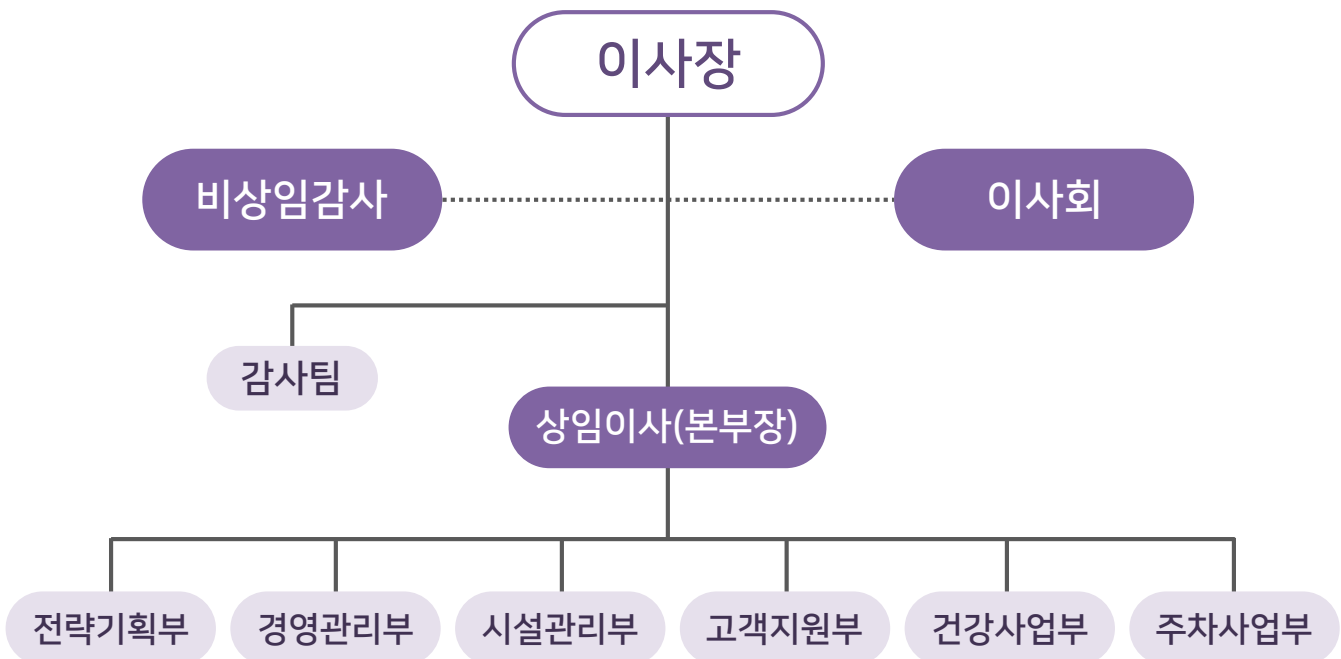 이사장
비상임감사
이사회
감사팀
상임이사(본부장)
전략기획부
경영관리부
시설관리부
고객지원부
건강사업부
주차사업부